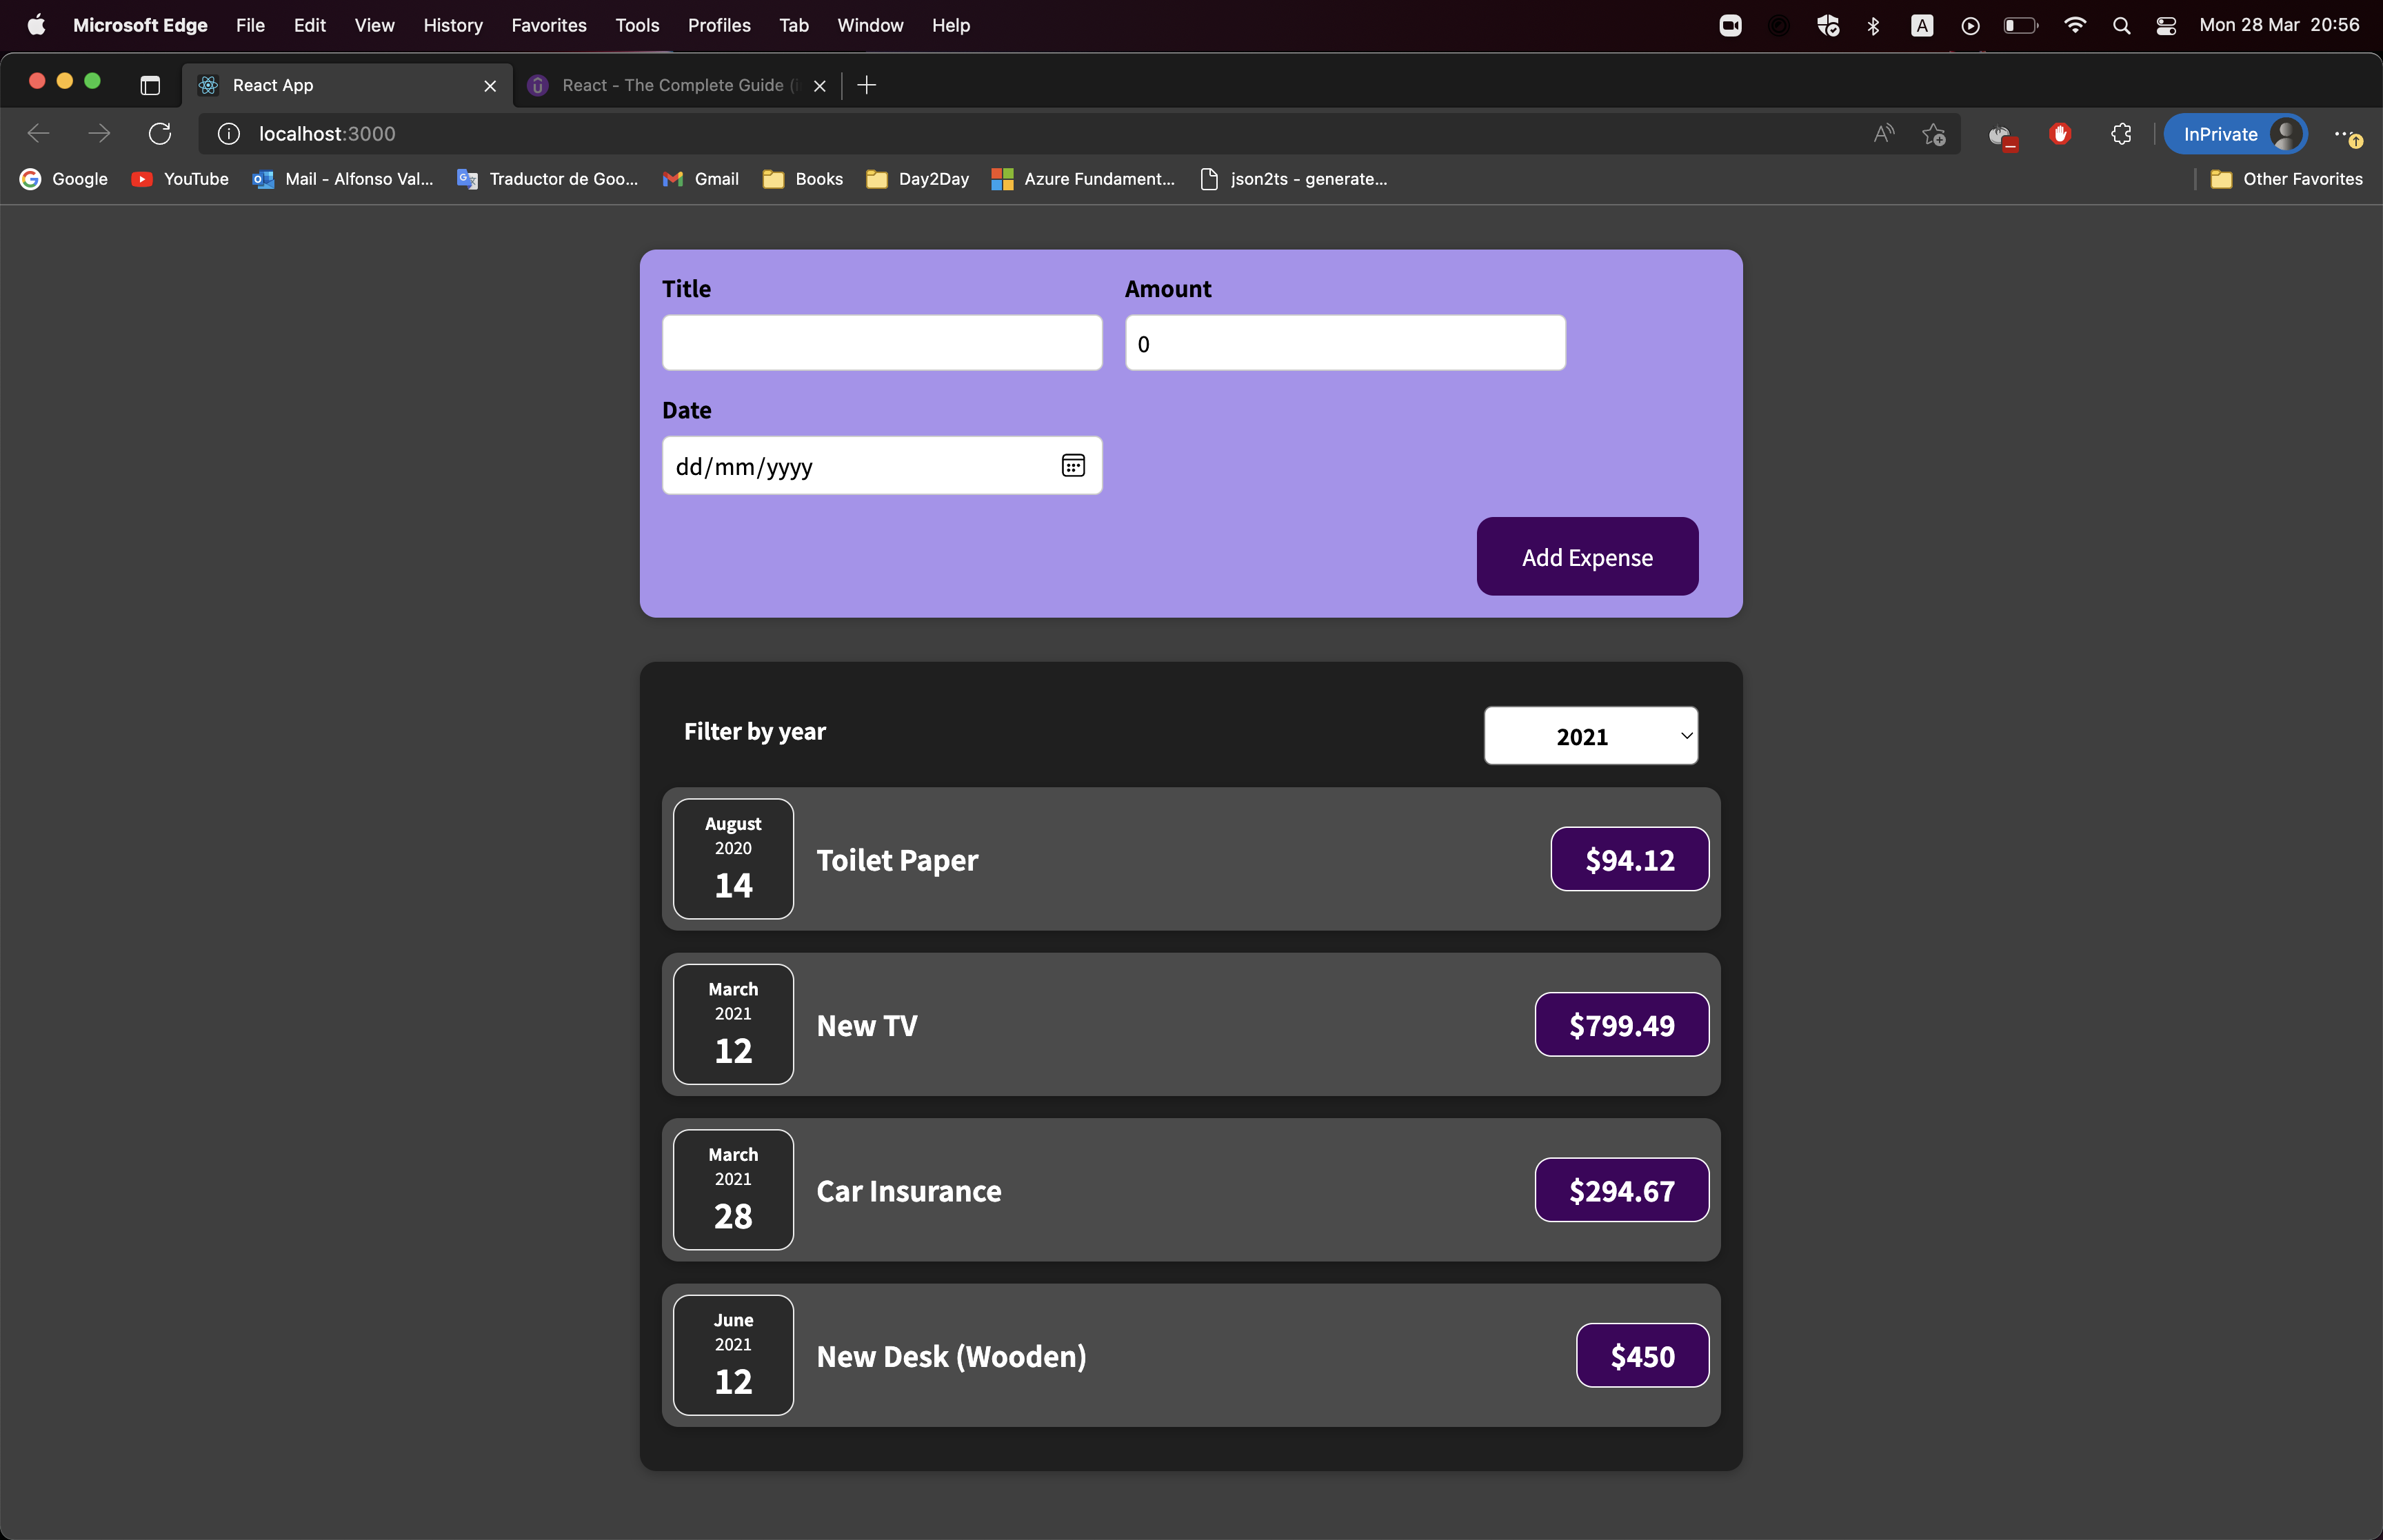 Microsoft Edge File Edit View History Favorites Tools Profiles Tab Window Help A Mon 28 Mar 20:56
React App React - The Complete Guide
localhost:3000 InPrivate
Google YouTube Mail - Alfonso Val... Traductor de Goo... Gmail Books Day2Day Azure Fundament... json2ts - generate... Other Favorites
Title Amount
0
Date
dd/mm/yyyy
Add Expense
Filter by year 2021
August
2020
14
Toilet Paper
$94.12
March
2021
12
New TV
$799.49
March
2021
28
Car Insurance
$294.67
June
2021
12
New Desk (Wooden)
$450